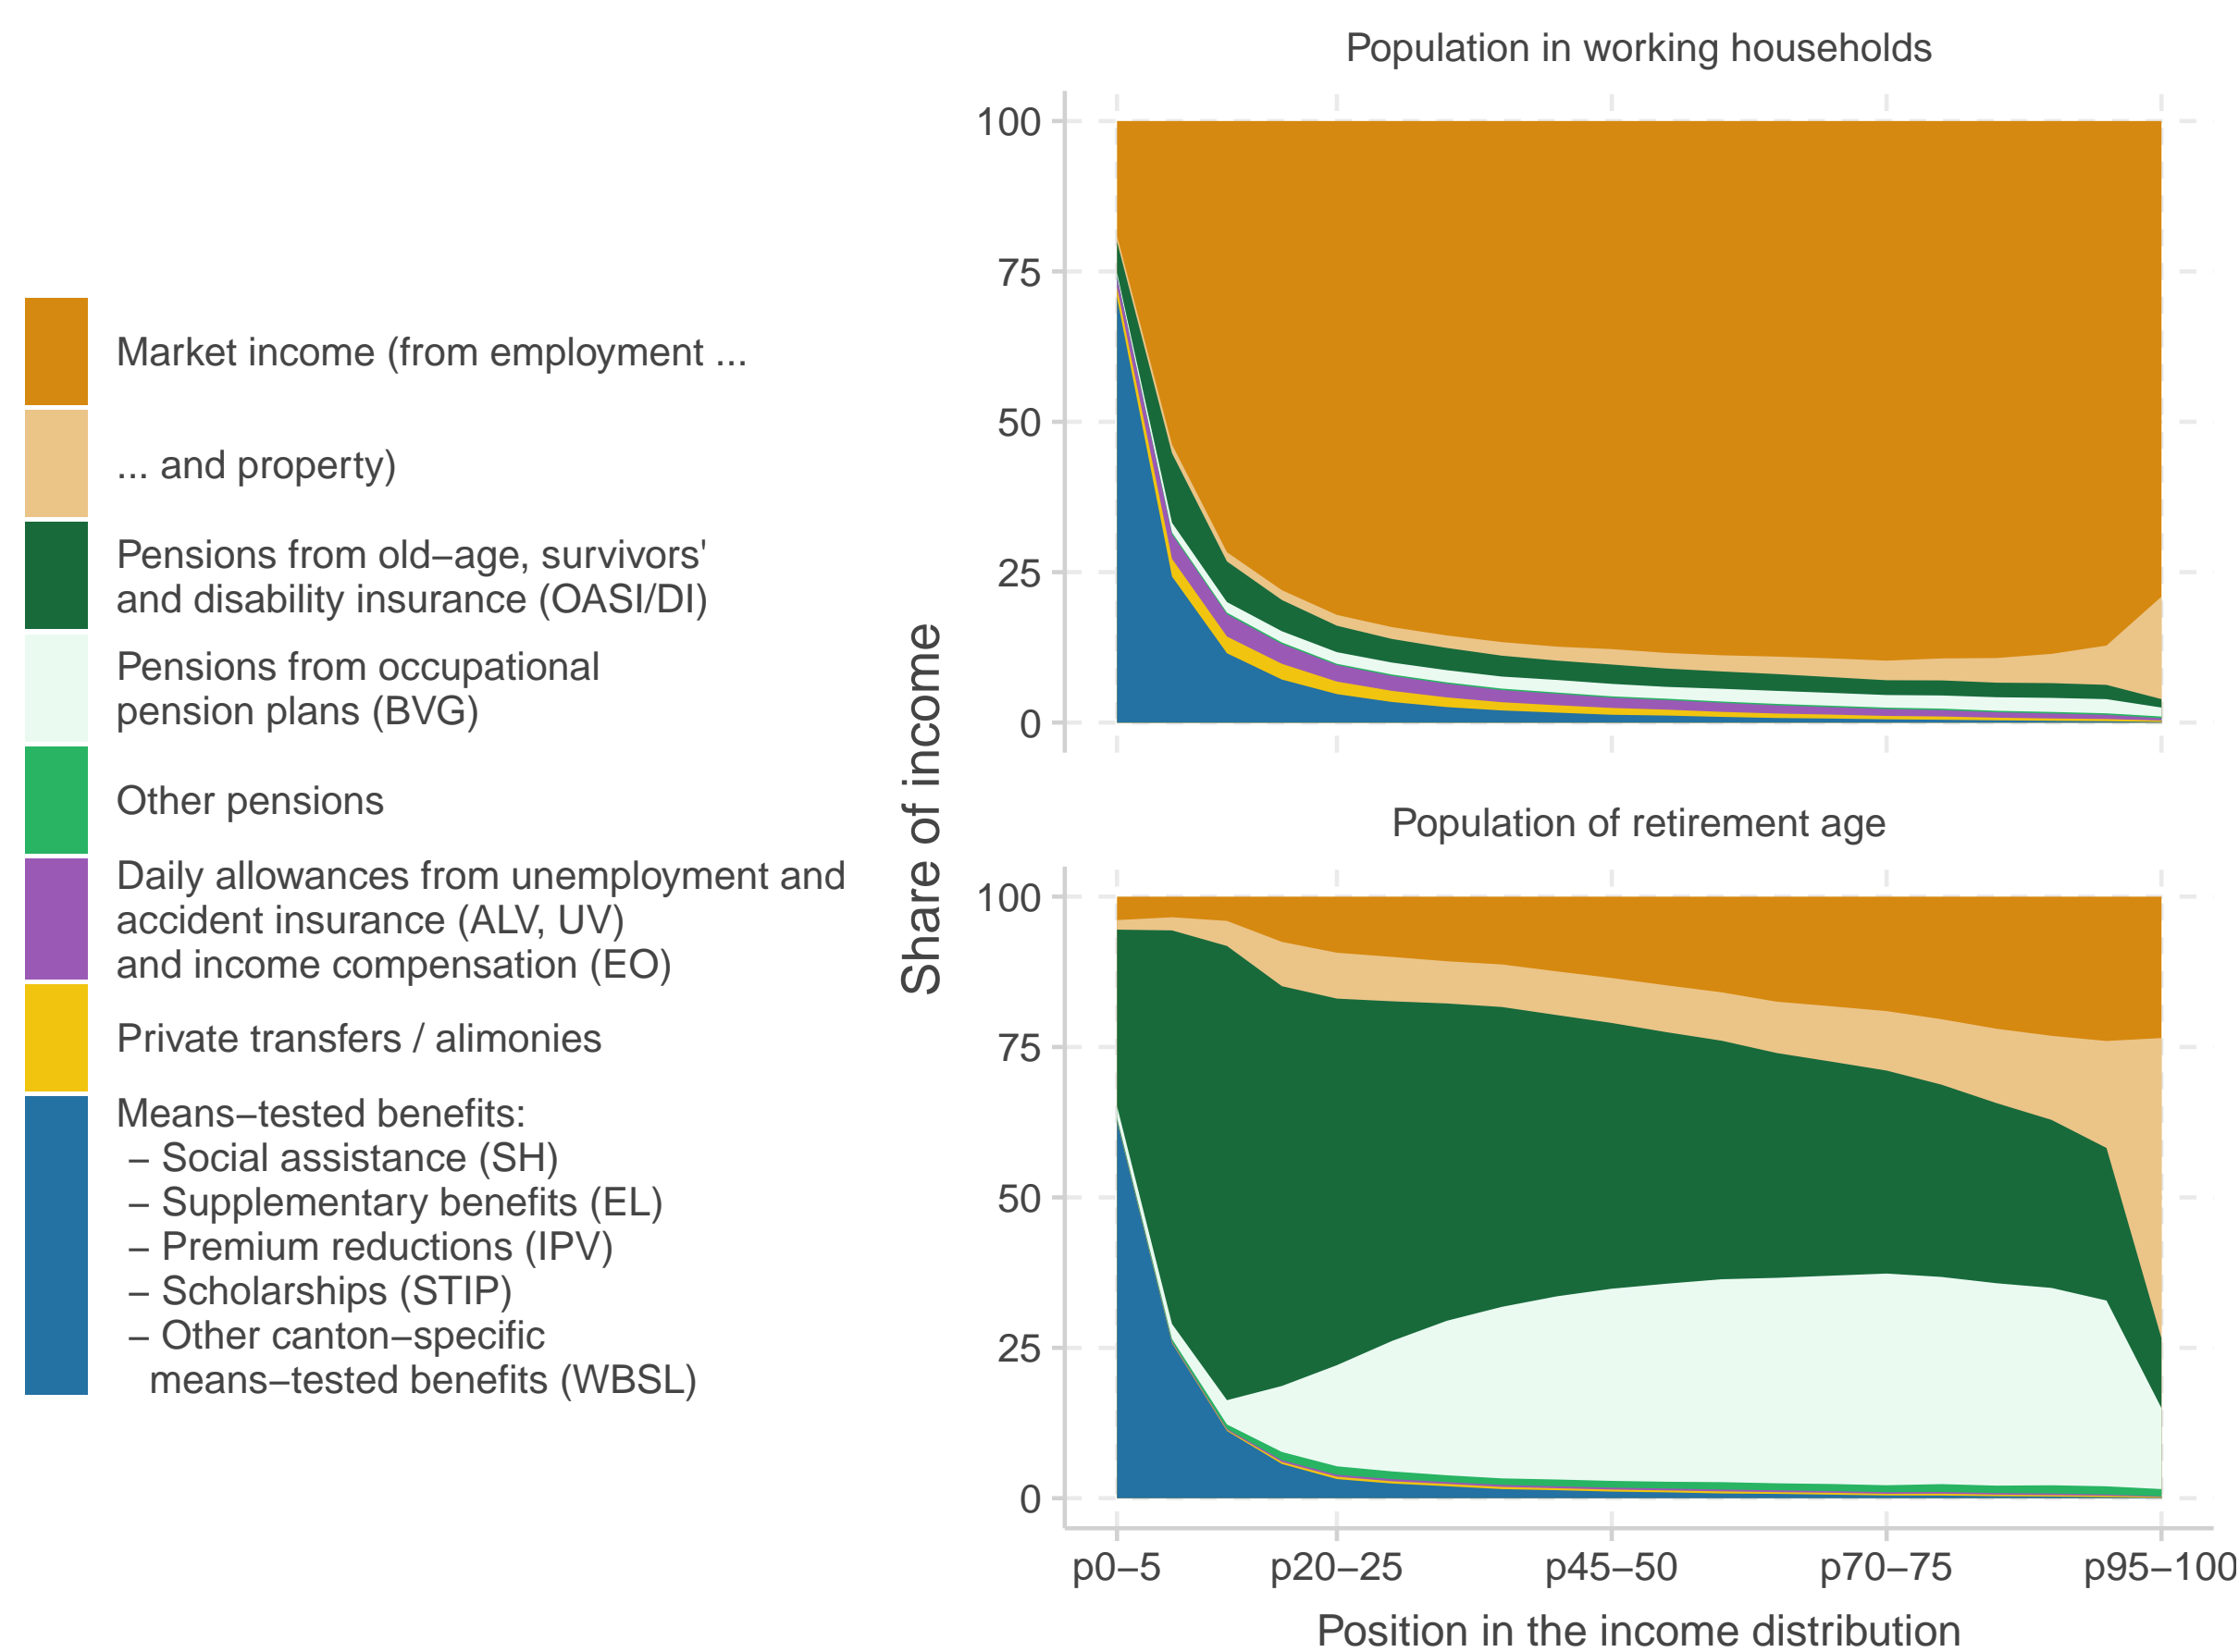 Population in working households
100
75
50
25
0
Market income (from employment ...
... and property)
Pensions from old–age, survivors'
and disability insurance (OASI/DI)
Pensions from occupational
pension plans (BVG)
Other pensions
Daily allowances from unemployment and
accident insurance (ALV, UV)
and income compensation (EO)
Private transfers / alimonies
Means–tested benefits:
– Social assistance (SH)
– Supplementary benefits (EL)
– Premium reductions (IPV)
– Scholarships (STIP)
– Other canton–specific
means–tested benefits (WBSL)
Share of income
Population of retirement age
100
75
50
25
0
p0–5 p20–25 p45–50 p70–75 p95–100
Position in the income distribution